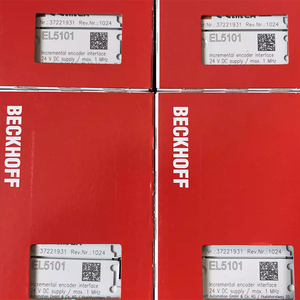 37221931 Rev.Nr.:1024
EL5101
Incremental encoder interface
24 V DC supply / max. 1 MHz
37221931 Rev.Nr.:1024
EL5101
Incremental encoder interface
24 V DC supply / max. 1 MHz
BECKHOFF
BECKHOFF
37221931 Rev.Nr.:1024
EL5101
Incremental encoder interface
24 V DC supply / max. 1 MHz
37221931 Rev.Nr.:1024
EL5101
Incremental encoder interface
24 V DC supply / max. 1 MHz